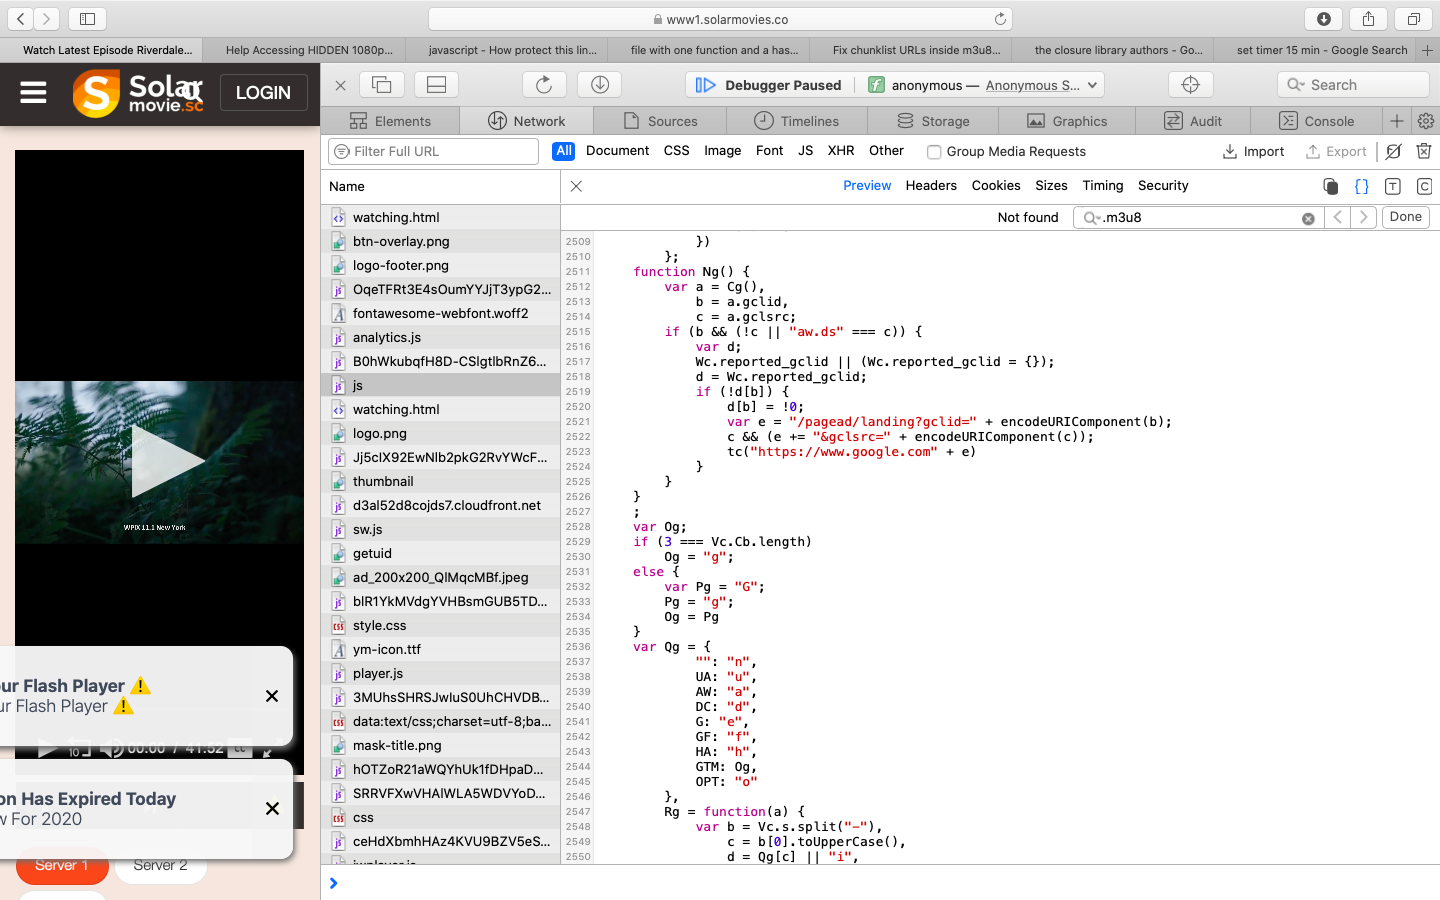 www1.solarmovies.co
Watch Latest Episode Riverdale...
Help Accessing HIDDEN 1080p...
javascript - How protect this lin...
file with one function and a has...
Fix chunklist URLs inside m3u8...
the closure library authors - Go...
set timer 15 min - Google Search
Solar
movie.sc
LOGIN
Debugger Paused
f anonymous — Anonymous S...
Search
Elements
Network
Sources
Timelines
Storage
Graphics
Audit
Console
Filter Full URL
All
Document
CSS
Image
Font
JS
XHR
Other
Group Media Requests
Import
Export
Name
Preview
Headers
Cookies
Sizes
Timing
Security
{}
T
C
Not found
.m3u8
Done
watching.html
btn-overlay.png
logo-footer.png
OqeTFRt3E4sOumYYJjT3ypG2...
fontawesome-webfont.woff2
analytics.js
B0hWkubqfH8D-CSlgtlbRnZ6...
js
watching.html
logo.png
Jj5clX92EwNlb2pkG2RvYWcF...
thumbnail
d3al52d8cojds7.cloudfront.net
sw.js
getuid
ad_200x200_QlMqcMBf.jpeg
blR1YkMVdgYVHBsmGUB5TD...
style.css
ym-icon.ttf
player.js
3MUhsSHRSJwIuS0UhCHVDB...
data:text/css;charset=utf-8;ba...
mask-title.png
hOTZoR21aWQYhUk1fDHpaD...
SRRVFXwVHAlWLA5WDVYoD...
css
ceHdXbmhHAz4KVU9BZV5eS...
jwplayer.js
2509 })
2510 };
2511 function Ng() {
2512 var a = Cg(),
2513 b = a.gclid,
2514 c = a.gclsrc;
2515 if (b && (!c || "aw.ds" === c)) {
2516 var d;
2517 Wc.reported_gclid || (Wc.reported_gclid = {});
2518 d = Wc.reported_gclid;
2519 if (!d[b]) {
2520 d[b] = !0;
2521 var e = "/pagead/landing?gclid=" + encodeURIComponent(b);
2522 c && (e += "&gclsrc=" + encodeURIComponent(c));
2523 tc("https://www.google.com" + e)
2524 }
2525 }
2526 }
2527 ;
2528 var Og;
2529 if (3 === Vc.Cb.length)
2530 Og = "g";
2531 else {
2532 var Pg = "G";
2533 Pg = "g";
2534 Og = Pg
2535 }
2536 var Qg = {
2537 "": "n",
2538 UA: "u",
2539 AW: "a",
2540 DC: "d",
2541 G: "e",
2542 GF: "f",
2543 HA: "h",
2544 GTM: Og,
2545 OPT: "o"
2546 },
2547 Rg = function(a) {
2548 var b = Vc.s.split("-"),
2549 c = b[0].toUpperCase(),
2550 d = Qg[c] || "i",
WPIX 11.1 New York
our Flash Player
ur Flash Player
10
00:00 / 41:52
CC
on Has Expired Today
w For 2020
Server 1
Server 2